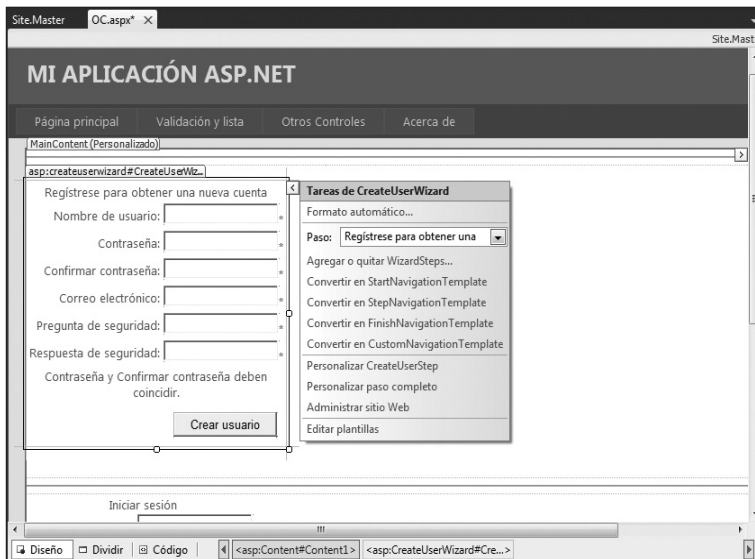 Site.Master OC.aspx* ×
Site.Mast
MI APLICACIÓN ASP.NET
Página principal Validación y lista Otros Controles Acerca de
MainContent (Personalizado)
asp:createuserwizard#CreateUserWiz...
Regístrese para obtener una nueva cuenta
Nombre de usuario: *
Contraseña: *
Confirmar contraseña: *
Correo electrónico: *
Pregunta de seguridad: *
Respuesta de seguridad: *
Contraseña y Confirmar contraseña deben
coincidir.
Crear usuario
Tareas de CreateUserWizard
Formato automático...
Paso: Regístrese para obtener una
Agregar o quitar WizardSteps...
Convertir en StartNavigationTemplate
Convertir en StepNavigationTemplate
Convertir en FinishNavigationTemplate
Convertir en CustomNavigationTemplate
Personalizar CreateUserStep
Personalizar paso completo
Administrar sitio Web
Editar plantillas
Iniciar sesión
Diseño Dividir Código <asp:Content#Content1> <asp:CreateUserWizard#Cre...>